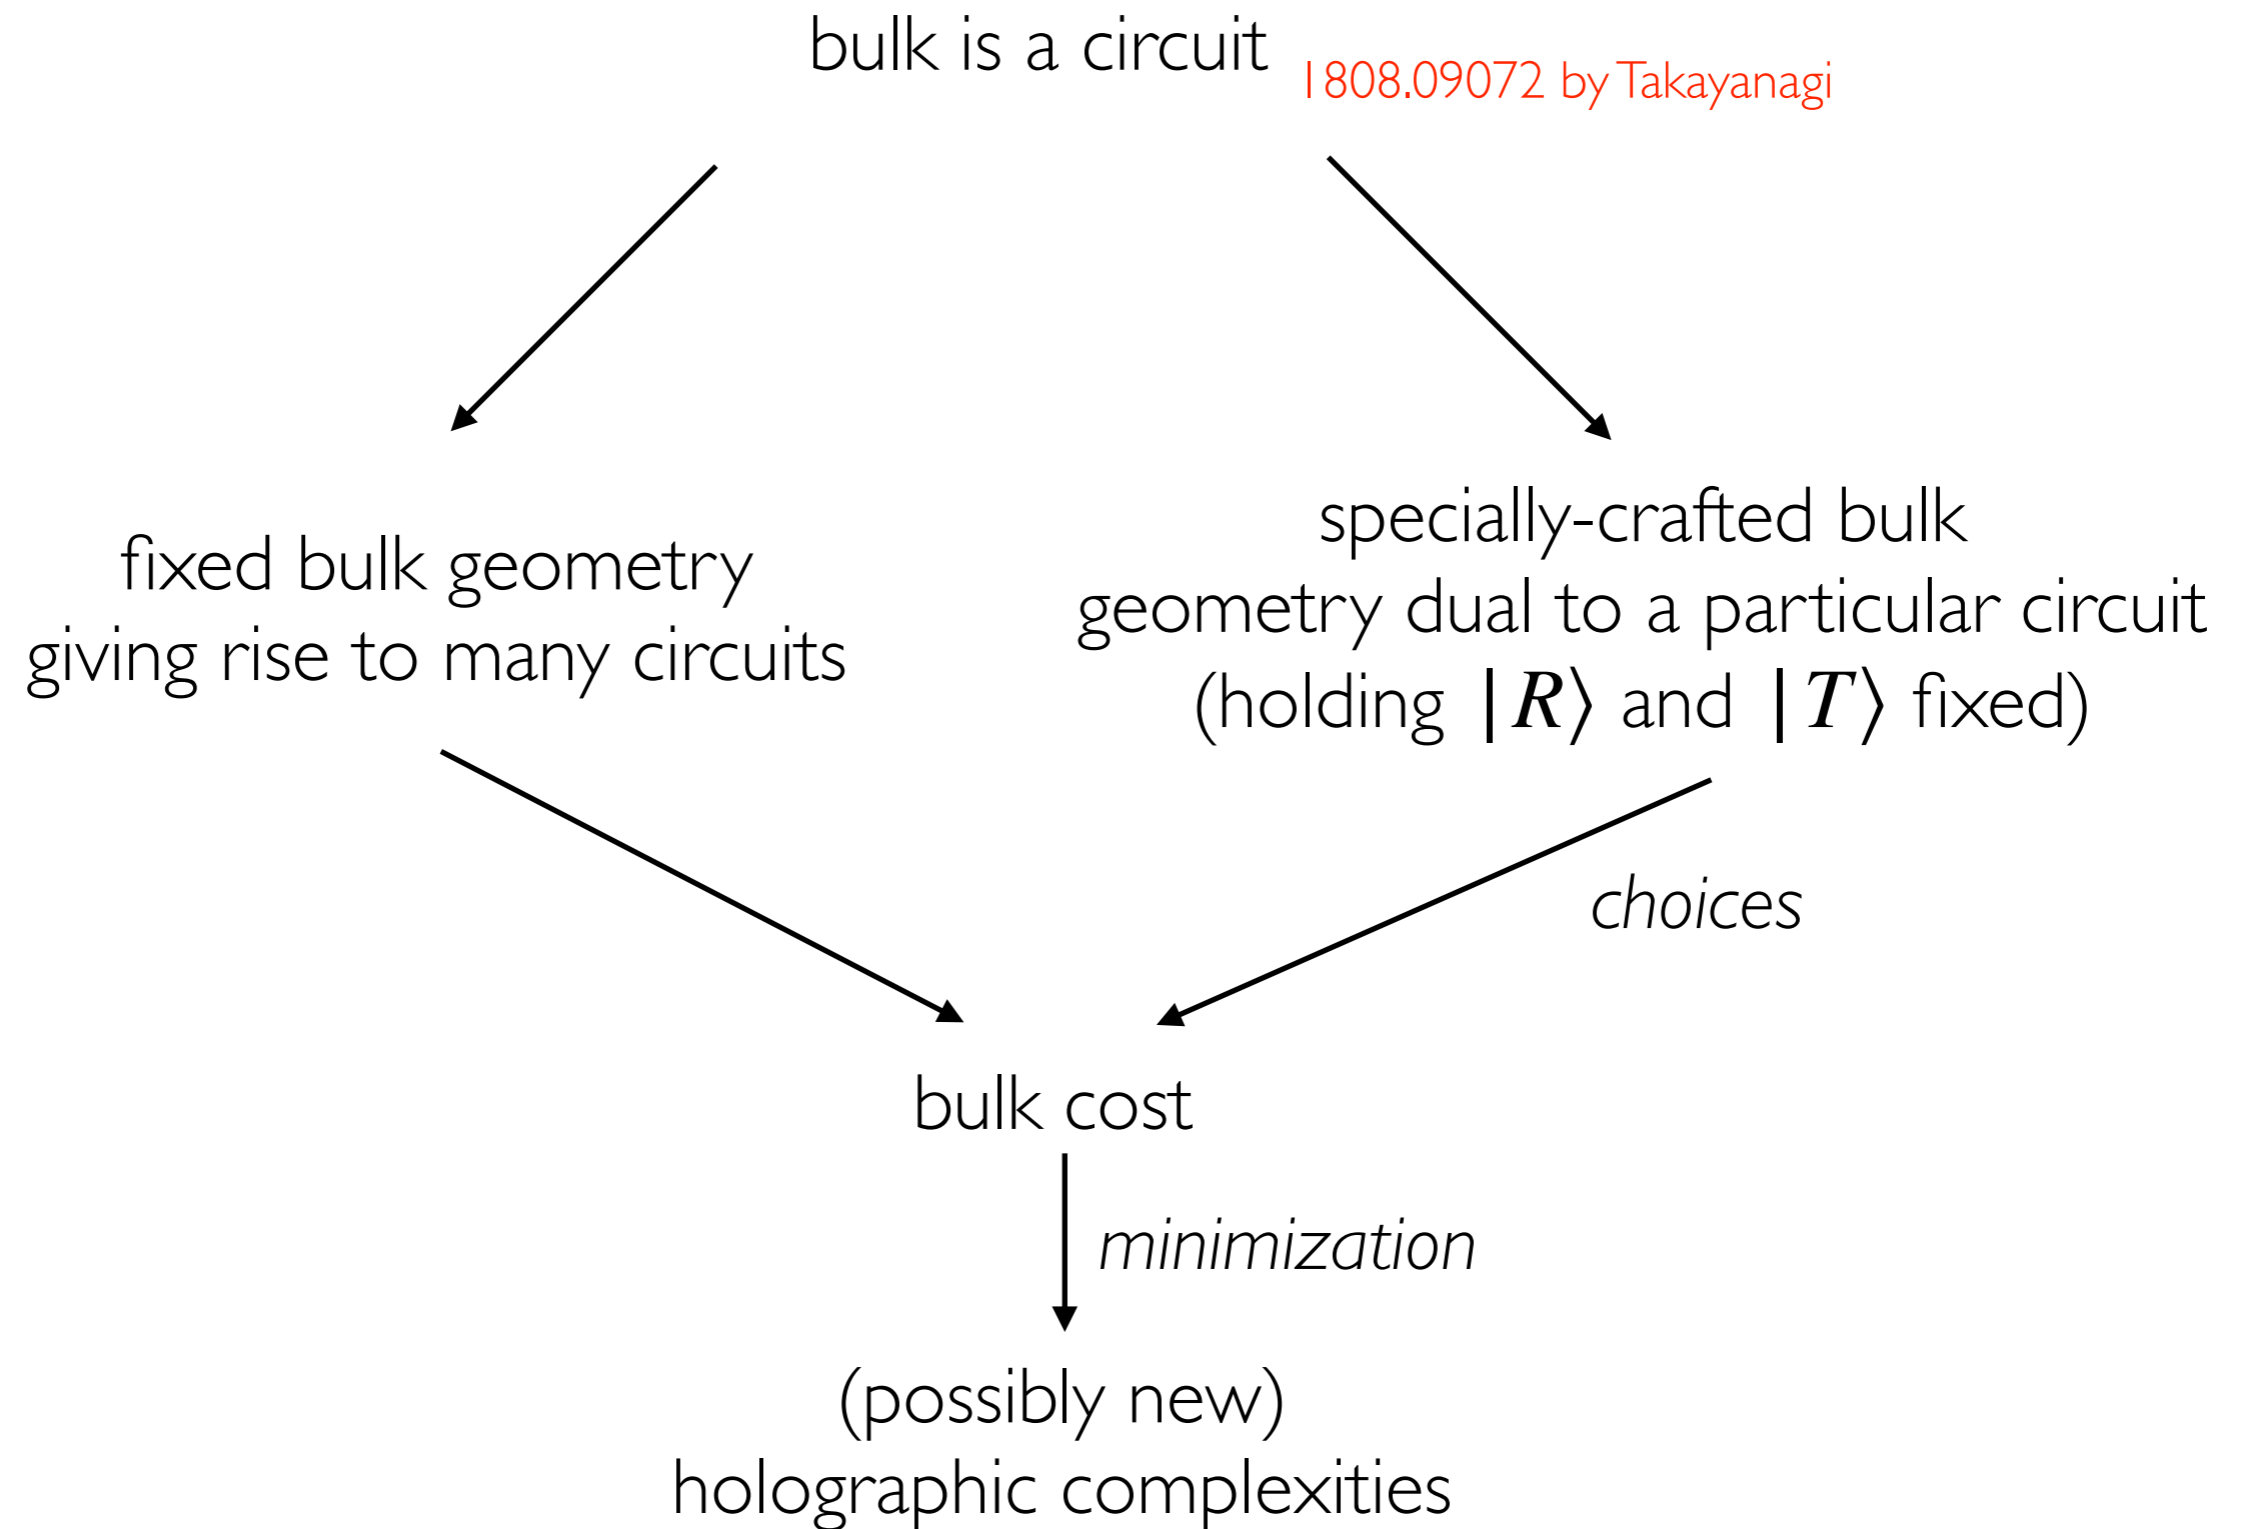 bulk is a circuit 1808.09072 by Takayanagi
fixed bulk geometry
giving rise to many circuits
specially-crafted bulk
geometry dual to a particular circuit
(holding |R⟩ and |T⟩ fixed)
choices
bulk cost
minimization
(possibly new)
holographic complexities